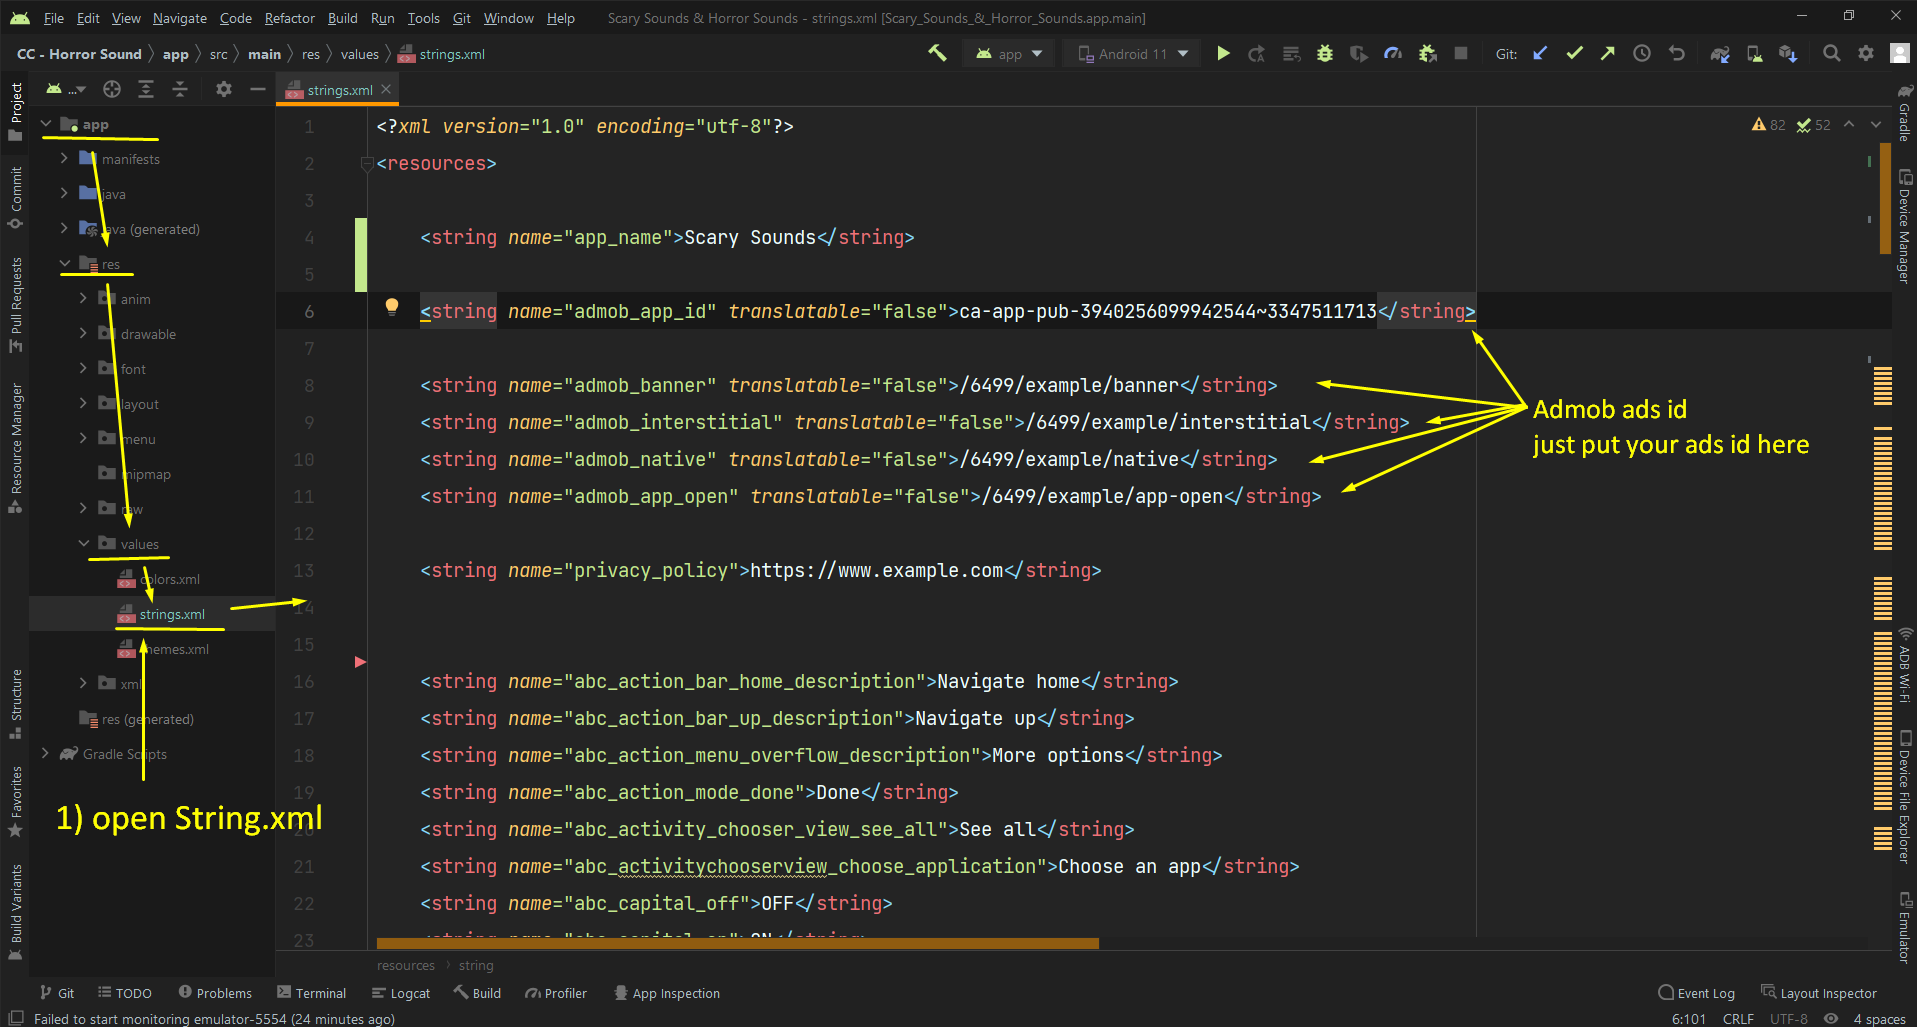 File Edit View Navigate Code Refactor Build Run Tools Git Window Help Scary Sounds & Horror Sounds - strings.xml [Scary_Sounds_&_Horror_Sounds.app.main]
CC - Horror Sound app src main res values strings.xml app Android 11 Git:
... strings.xml
Project
Commit
Pull Requests
Resource Manager
Structure
Favorites
Build Variants
app
manifests
java
java (generated)
res
anim
drawable
font
layout
menu
mipmap
raw
values
colors.xml
strings.xml
themes.xml
xml
res (generated)
Gradle Scripts
1) open String.xml
82 52
1 <?xml version="1.0" encoding="utf-8"?>
2 <resources>
3
4 <string name="app_name">Scary Sounds</string>
5
6 <string name="admob_app_id" translatable="false">ca-app-pub-3940256099942544~3347511713</string>
7
8 <string name="admob_banner" translatable="false">/6499/example/banner</string>
9 <string name="admob_interstitial" translatable="false">/6499/example/interstitial</string>
10 <string name="admob_native" translatable="false">/6499/example/native</string>
11 <string name="admob_app_open" translatable="false">/6499/example/app-open</string>
12
13 <string name="privacy_policy">https://www.example.com</string>
14
15
16 <string name="abc_action_bar_home_description">Navigate home</string>
17 <string name="abc_action_bar_up_description">Navigate up</string>
18 <string name="abc_action_menu_overflow_description">More options</string>
19 <string name="abc_action_mode_done">Done</string>
20 <string name="abc_activity_chooser_view_see_all">See all</string>
21 <string name="abc_activitychooserview_choose_application">Choose an app</string>
22 <string name="abc_capital_off">OFF</string>
23 <string name="abc_capital_on">ON</string>
Admob ads id
just put your ads id here
Gradle
Device Manager
ADB Wi-Fi
Device File Explorer
Emulator
resources string
Git TODO Problems Terminal Logcat Build Profiler App Inspection Event Log Layout Inspector
Failed to start monitoring emulator-5554 (24 minutes ago) 6:101 CRLF UTF-8 4 spaces